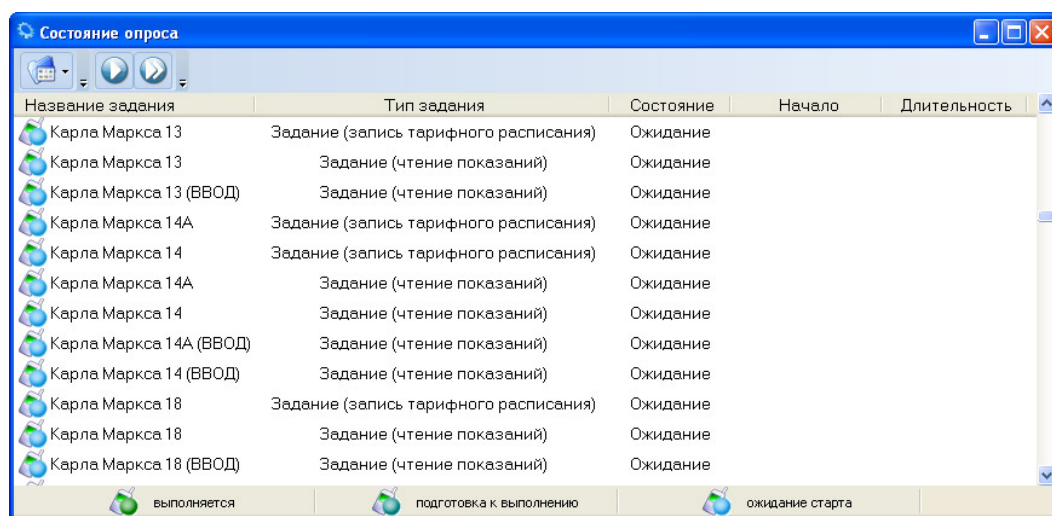 Состояние опроса
Название задания Тип задания Состояние Начало Длительность
Карла Маркса 13 Задание (запись тарифного расписания) Ожидание
Карла Маркса 13 Задание (чтение показаний) Ожидание
Карла Маркса 13 (ВВОД) Задание (чтение показаний) Ожидание
Карла Маркса 14А Задание (запись тарифного расписания) Ожидание
Карла Маркса 14 Задание (запись тарифного расписания) Ожидание
Карла Маркса 14А Задание (чтение показаний) Ожидание
Карла Маркса 14 Задание (чтение показаний) Ожидание
Карла Маркса 14А (ВВОД) Задание (чтение показаний) Ожидание
Карла Маркса 14 (ВВОД) Задание (чтение показаний) Ожидание
Карла Маркса 18 Задание (запись тарифного расписания) Ожидание
Карла Маркса 18 Задание (чтение показаний) Ожидание
Карла Маркса 18 (ВВОД) Задание (чтение показаний) Ожидание
выполняется подготовка к выполнению ожидание старта